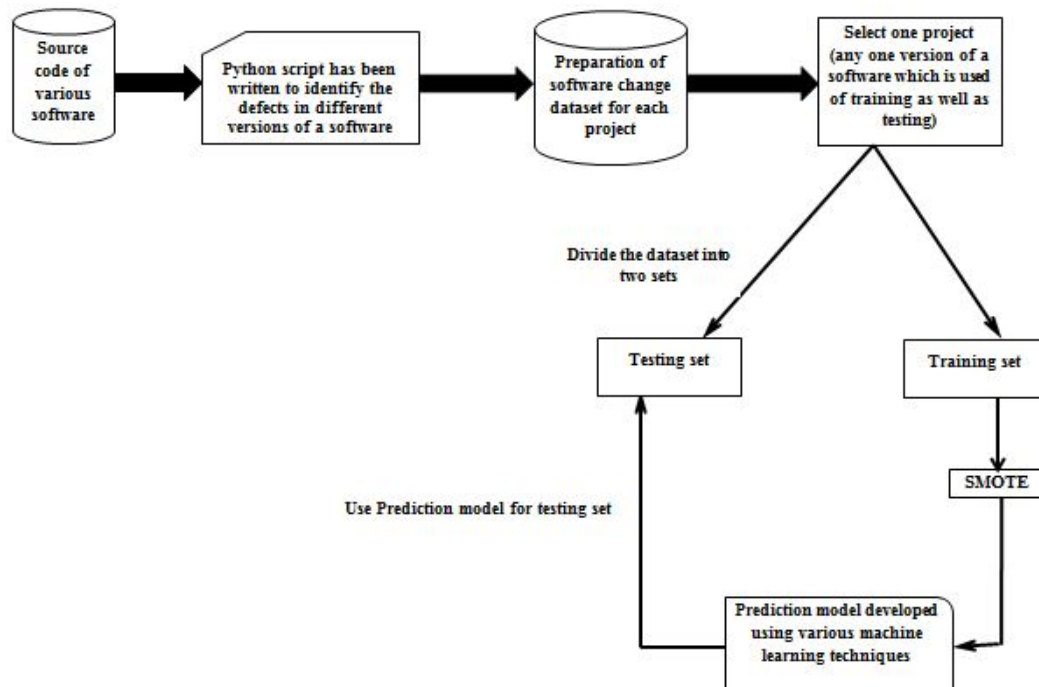 Source
code of
various
software
Python script has been
written to identify the
defects in different
versions of a software
Preparation of
software change
dataset for each
project
Select one project
(any one version of a
software which is used
of training as well as
testing)
Divide the dataset into
two sets
Testing set
Training set
SMOTE
Use Prediction model for testing set
Prediction model developed
using various machine
learning techniques